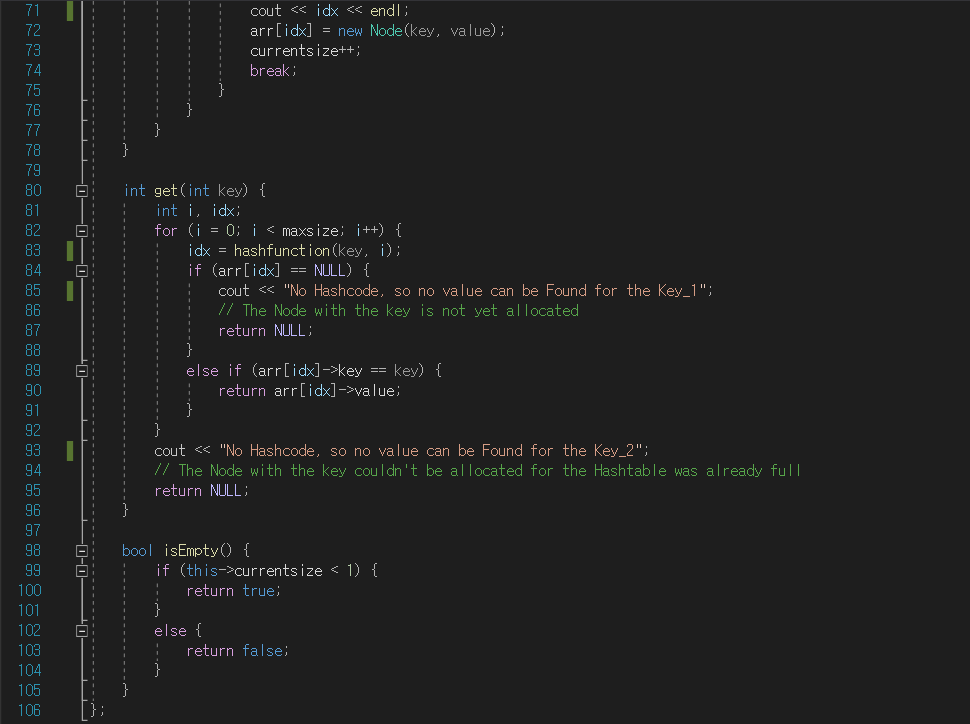 71 cout << idx << endl;
72 arr[idx] = new Node(key, value);
73 currentsize++;
74 break;
75 }
76 }
77 }
78 }
79
80 int get(int key) {
81 int i, idx;
82 for (i = 0; i < maxsize; i++) {
83 idx = hashfunction(key, i);
84 if (arr[idx] == NULL) {
85 cout << "No Hashcode, so no value can be Found for the Key_1";
86 // The Node with the key is not yet allocated
87 return NULL;
88 }
89 else if (arr[idx]->key == key) {
90 return arr[idx]->value;
91 }
92 }
93 cout << "No Hashcode, so no value can be Found for the Key_2";
94 // The Node with the key couldn't be allocated for the Hashtable was already full
95 return NULL;
96 }
97
98 bool isEmpty() {
99 if (this->currentsize < 1) {
100 return true;
101 }
102 else {
103 return false;
104 }
105 }
106 };